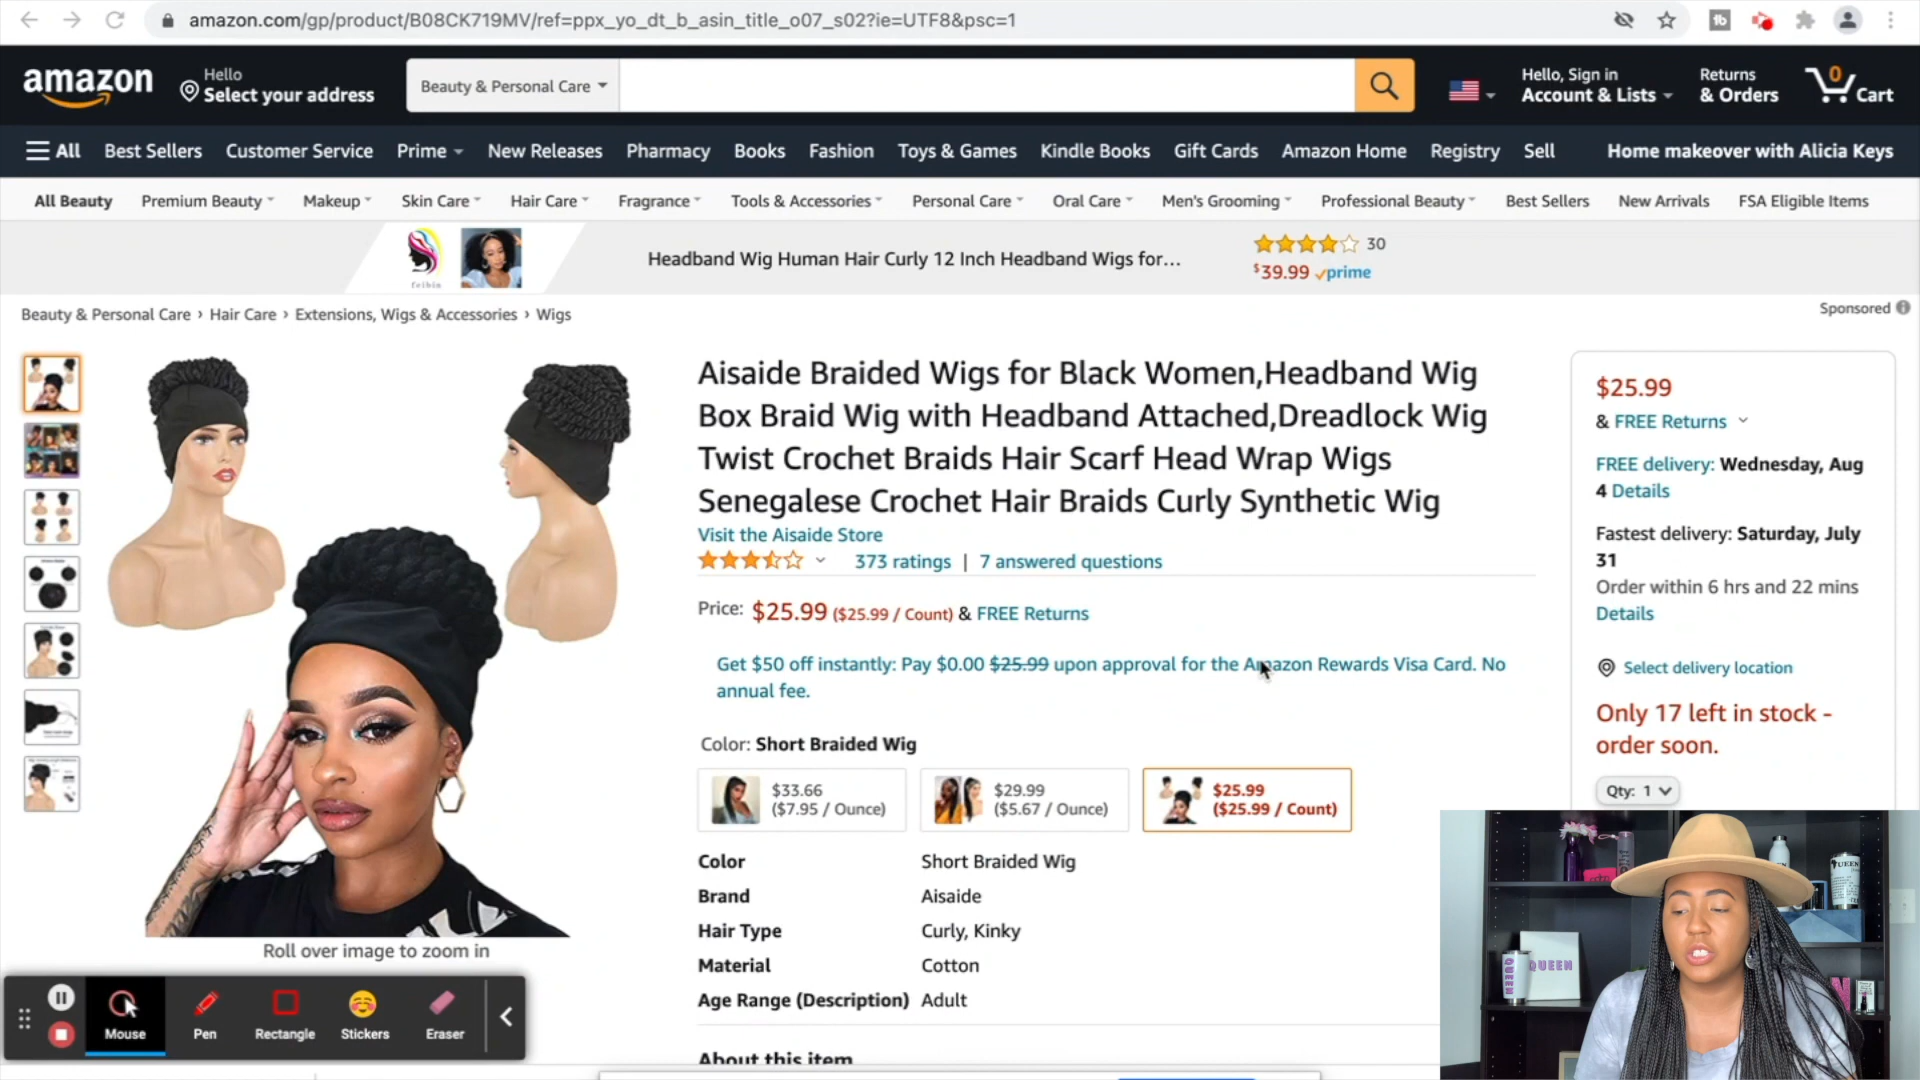 amazon.com/gp/product/B08CK719MV/ref=ppx_yo_dt_b_asin_title_o07_s02?ie=UTF8&psc=1
amazon
Hello
Select your address
Beauty & Personal Care
Hello, Sign in
Account & Lists
Returns
& Orders
0
Cart
All
Best Sellers
Customer Service
Prime
New Releases
Pharmacy
Books
Fashion
Toys & Games
Kindle Books
Gift Cards
Amazon Home
Registry
Sell
Home makeover with Alicia Keys
All Beauty
Premium Beauty
Makeup
Skin Care
Hair Care
Fragrance
Tools & Accessories
Personal Care
Oral Care
Men's Grooming
Professional Beauty
Best Sellers
New Arrivals
FSA Eligible Items
feibin
Headband Wig Human Hair Curly 12 Inch Headband Wigs for...
30
$39.99 prime
Sponsored
Beauty & Personal Care › Hair Care › Extensions, Wigs & Accessories › Wigs
Aisaide Braided Wigs for Black Women,Headband Wig
Box Braid Wig with Headband Attached,Dreadlock Wig
Twist Crochet Braids Hair Scarf Head Wrap Wigs
Senegalese Crochet Hair Braids Curly Synthetic Wig
Visit the Aisaide Store
373 ratings | 7 answered questions
Price: $25.99 ($25.99 / Count) & FREE Returns
Get $50 off instantly: Pay $0.00 $25.99 upon approval for the Amazon Rewards Visa Card. No
annual fee.
Color: Short Braided Wig
$33.66
($7.95 / Ounce)
$29.99
($5.67 / Ounce)
$25.99
($25.99 / Count)
Color Short Braided Wig
Brand Aisaide
Hair Type Curly, Kinky
Material Cotton
Age Range (Description) Adult
About this item
Roll over image to zoom in
$25.99
& FREE Returns
FREE delivery: Wednesday, Aug
4 Details
Fastest delivery: Saturday, July
31
Order within 6 hrs and 22 mins
Details
Select delivery location
Only 17 left in stock -
order soon.
Qty: 1
Mouse
Pen
Rectangle
Stickers
Eraser
QUEEN
QUEEN
QUEEN